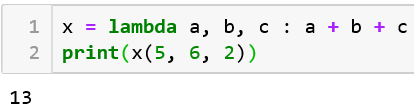 1 x = lambda a, b, c : a + b + c
2 print(x(5, 6, 2))
13